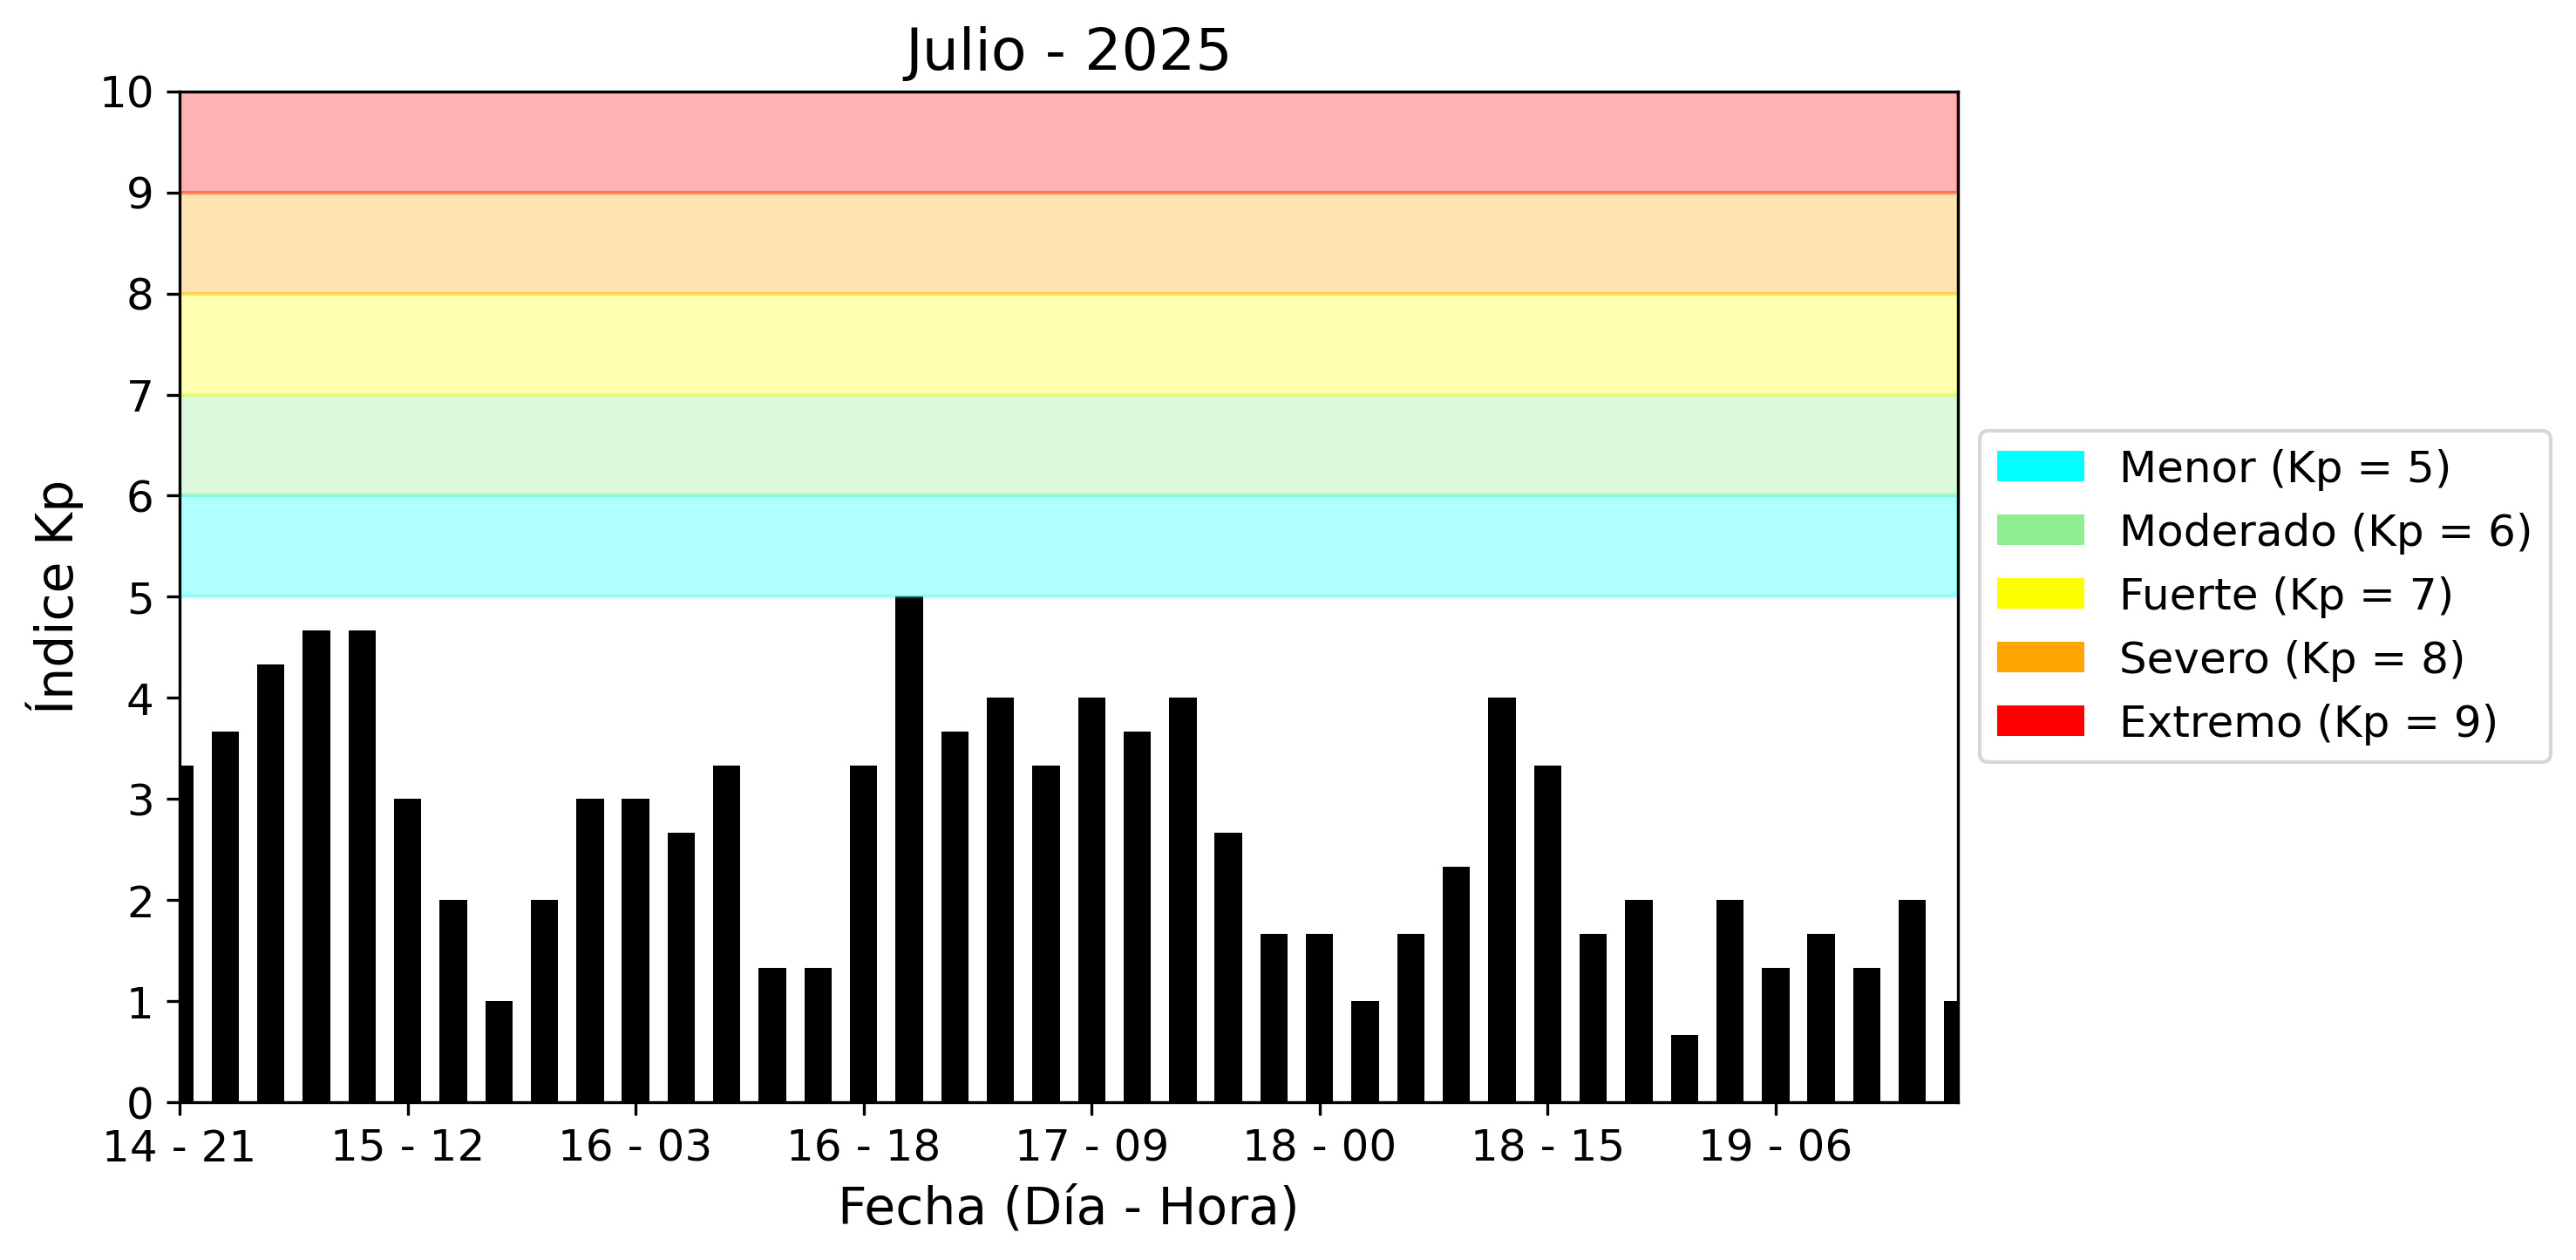 Julio - 2025
10
9
8
7
6
5
4
3
2
1
0
Índice Kp
14 - 21
15 - 12
16 - 03
16 - 18
17 - 09
18 - 00
18 - 15
19 - 06
Fecha (Día - Hora)
Menor (Kp = 5)
Moderado (Kp = 6)
Fuerte (Kp = 7)
Severo (Kp = 8)
Extremo (Kp = 9)